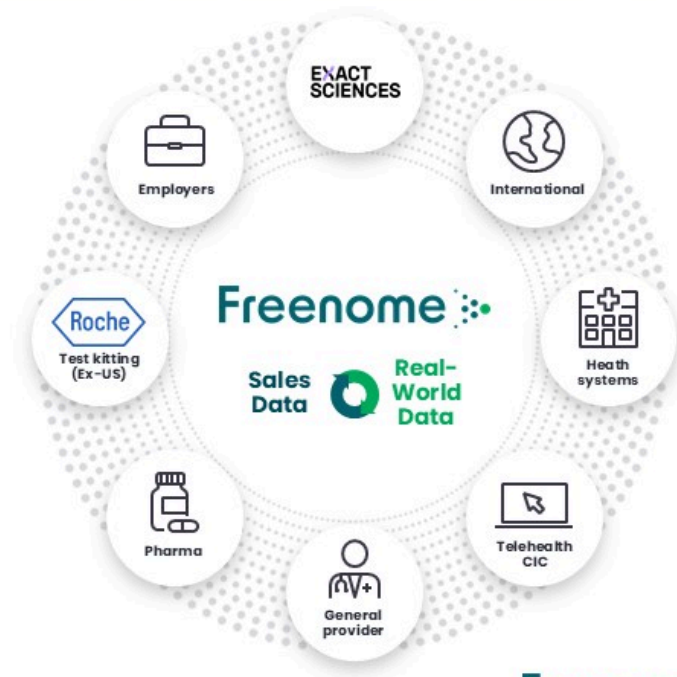 EXACT
SCIENCES
Employers
International
Freenome
Roche
Test kitting
(Ex-US)
Heath
systems
Sales
Data
Real-
World
Data
Pharma
Telehealth
CIC
General
provider